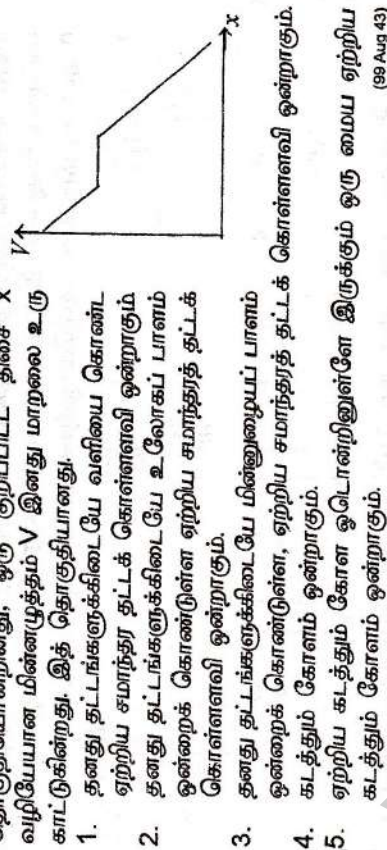 வழியேயான மின்னழுத்தம் V இனது மாறலை உரு
காட்டுகின்றது. இத் தொகுதியானது.
1. தனது தட்டங்களுக்கிடையே வளியை கொண்ட
ஏற்றிய சமாந்தர தட்டக் கொள்ளளவி ஒன்றாகும்
2. தனது தட்டங்களுக்கிடையே உலோகப் பாளம்
ஒன்றைக் கொண்டுள்ள ஏற்றிய சமாந்தரத் தட்டக்
கொள்ளளவி ஒன்றாகும்.
3. தனது தட்டங்களுக்கிடையே மின்னுழையப் பாளம்
ஒன்றைக் கொண்டுள்ள, ஏற்றிய சமாந்தரத் தட்டக் கொள்ளளவி ஒன்றாகும்.
4. கடத்தும் கோளம் ஒன்றாகும்.
5. ஏற்றிய கடத்தும் கோள ஓடொன்றினுள்ளே இருக்கும் ஒரு மைய ஏற்றிய
கடத்தும் கோளம் ஒன்றாகும்.
(99 Aug 43)
V
x